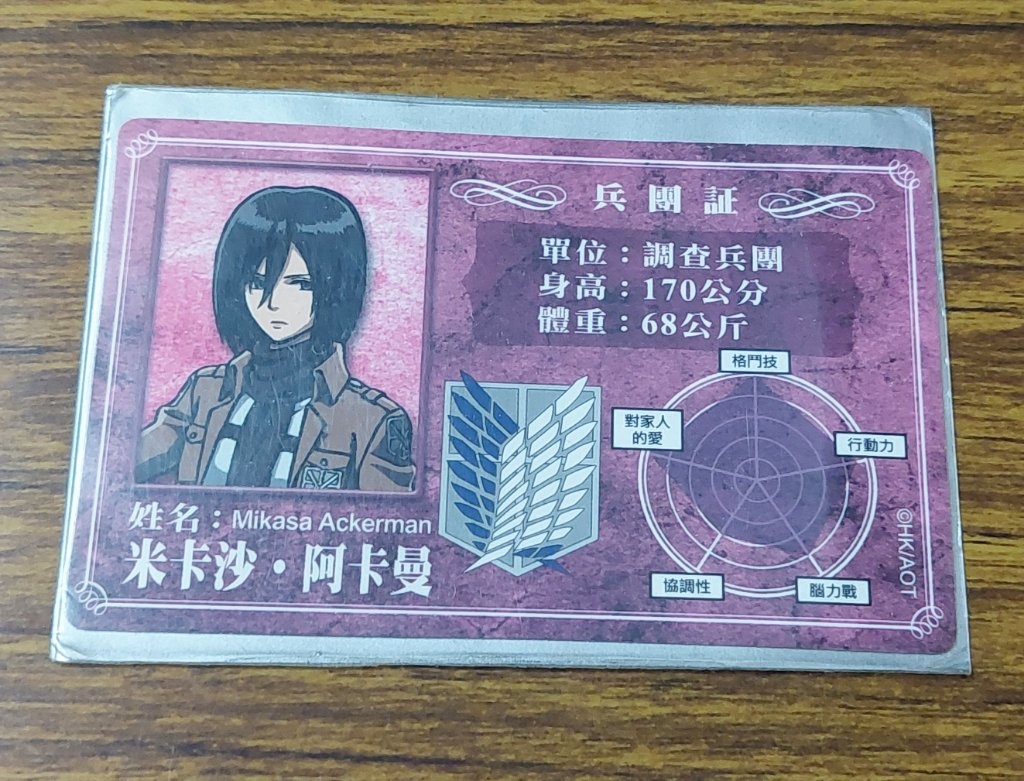 兵團証
單位：調查兵團
身高：170公分
體重：68公斤
格鬥技
對家人
的愛
行動力
協調性
腦力戰
姓名：Mikasa Ackerman
米卡沙・阿卡曼
©HK/AOT